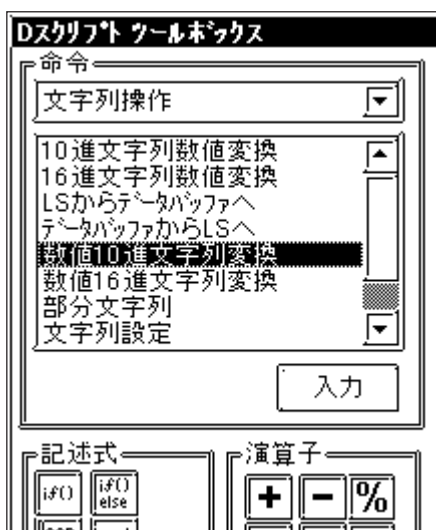 Dｽｸﾘﾌﾟﾄ ﾂｰﾙﾎﾞｯｸｽ
命令
文字列操作
10進文字列数値変換
16進文字列数値変換
LSからﾃﾞｰﾀﾊﾞｯﾌｧへ
ﾃﾞｰﾀﾊﾞｯﾌｧからLSへ
数値10進文字列変換
数値16進文字列変換
部分文字列
文字列設定
入力
記述式 演算子
if() if() else + - %